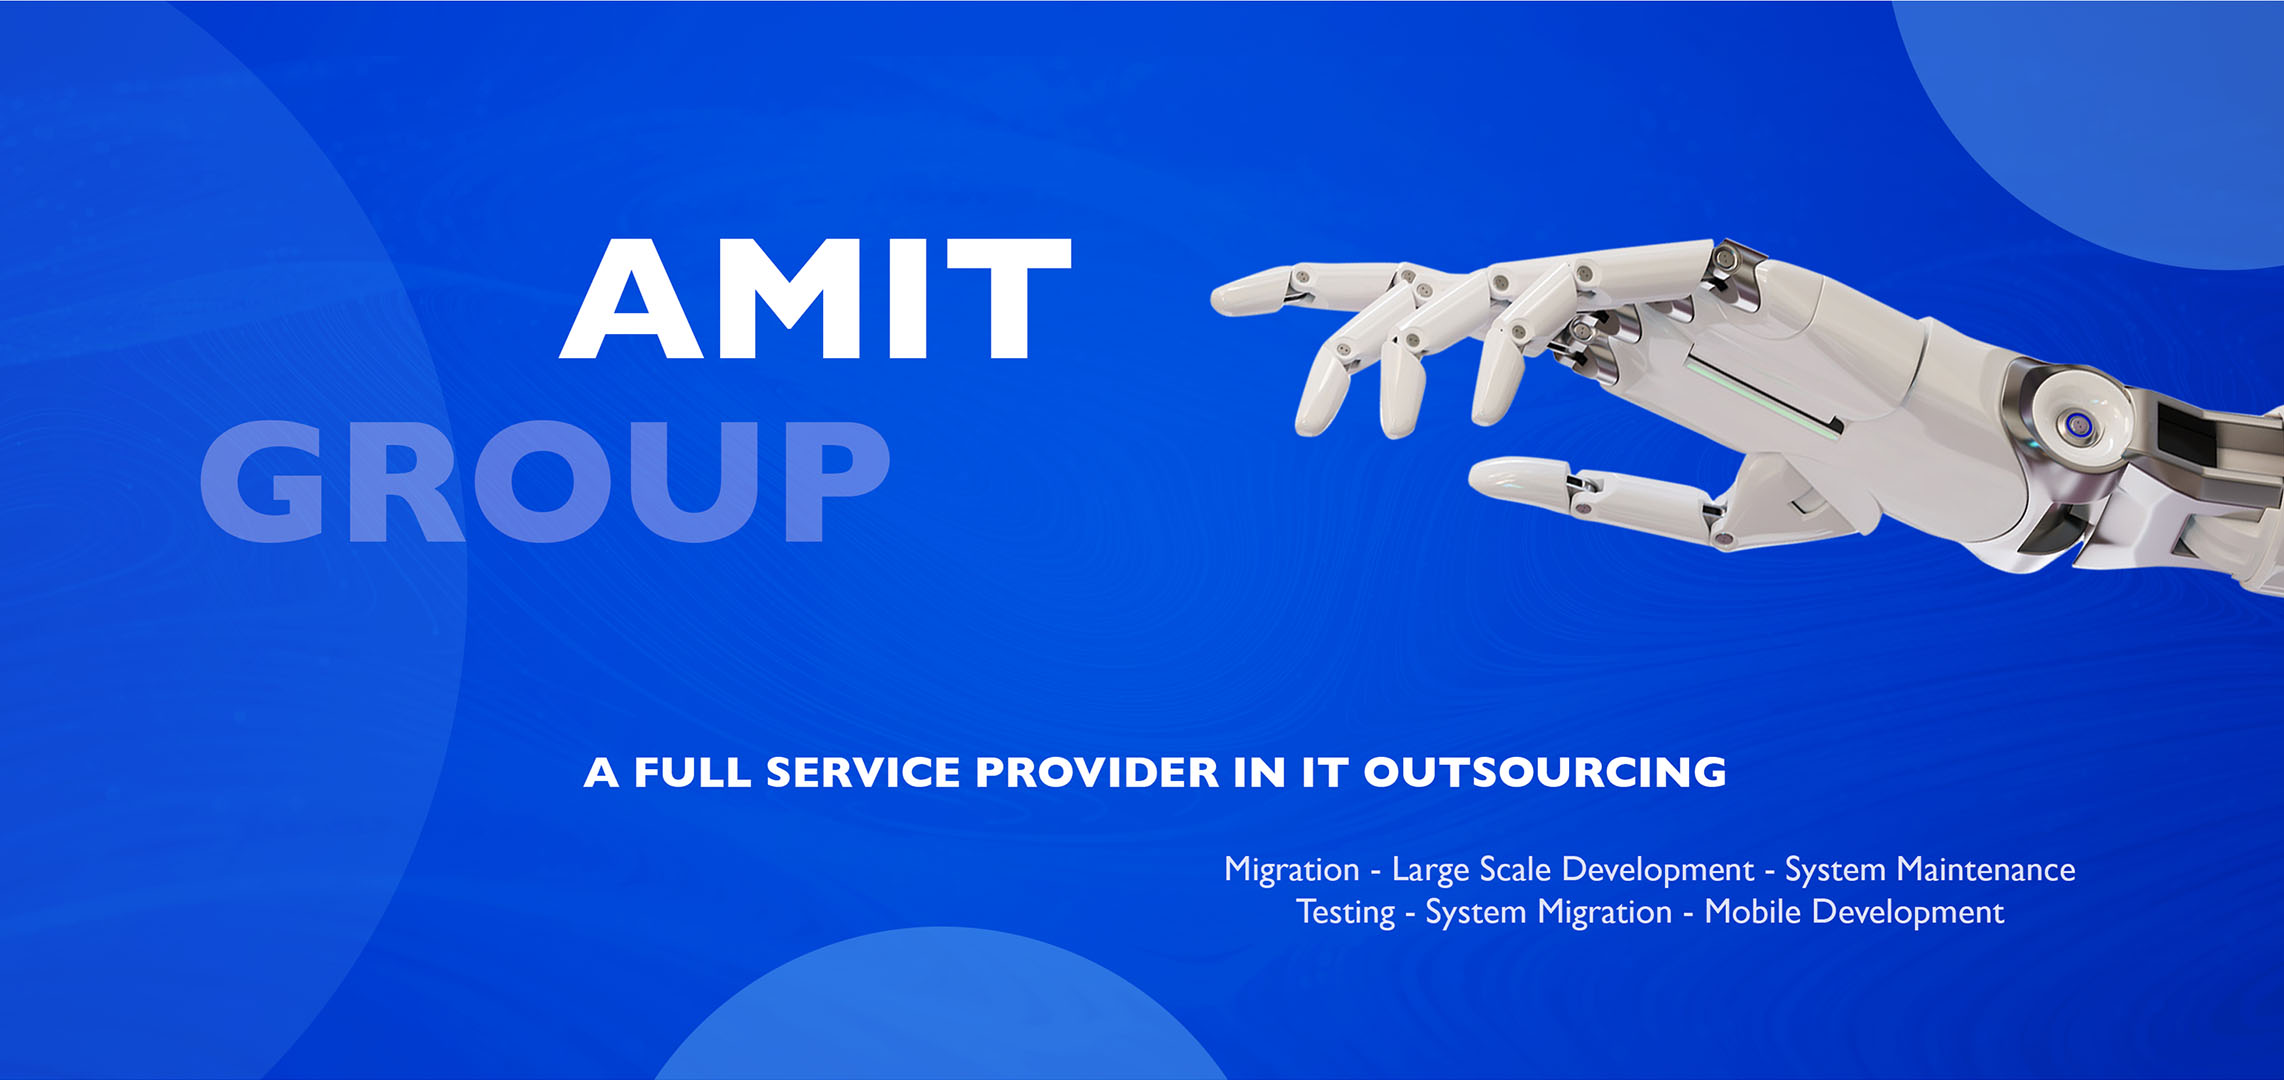 AMIT
GROUP
A FULL SERVICE PROVIDER IN IT OUTSOURCING
Migration - Large Scale Development - System Maintenance
Testing - System Migration - Mobile Development